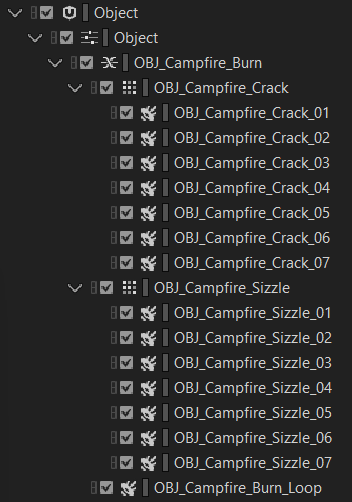 Object
Object
OBJ_Campfire_Burn
OBJ_Campfire_Crack
OBJ_Campfire_Crack_01
OBJ_Campfire_Crack_02
OBJ_Campfire_Crack_03
OBJ_Campfire_Crack_04
OBJ_Campfire_Crack_05
OBJ_Campfire_Crack_06
OBJ_Campfire_Crack_07
OBJ_Campfire_Sizzle
OBJ_Campfire_Sizzle_01
OBJ_Campfire_Sizzle_02
OBJ_Campfire_Sizzle_03
OBJ_Campfire_Sizzle_04
OBJ_Campfire_Sizzle_05
OBJ_Campfire_Sizzle_06
OBJ_Campfire_Sizzle_07
OBJ_Campfire_Burn_Loop